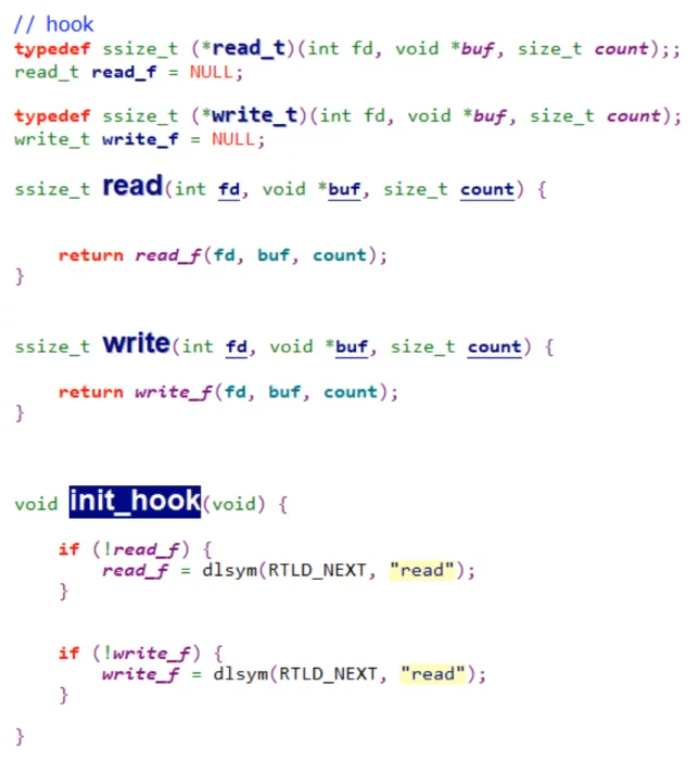 // hook
typedef ssize_t (*read_t)(int fd, void *buf, size_t count);;
read_t read_f = NULL;
typedef ssize_t (*write_t)(int fd, void *buf, size_t count);
write_t write_f = NULL;
ssize_t read(int fd, void *buf, size_t count) {
return read_f(fd, buf, count);
}
ssize_t write(int fd, void *buf, size_t count) {
return write_f(fd, buf, count);
}
void init_hook(void) {
if (!read_f) {
read_f = dlsym(RTLD_NEXT, "read");
}
if (!write_f) {
write_f = dlsym(RTLD_NEXT, "read");
}
}